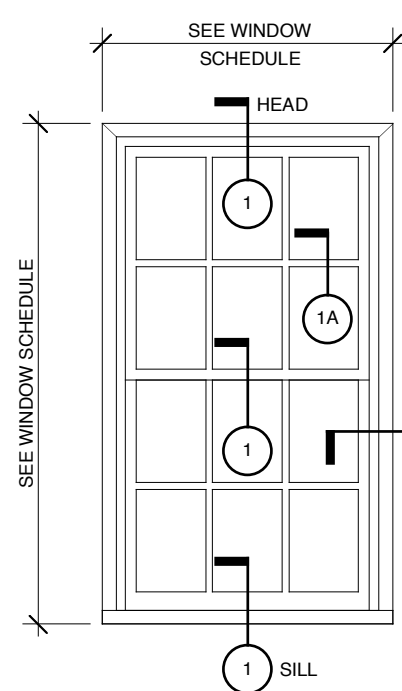 SEE WINDOW
SCHEDULE
HEAD
1
1A
SEE WINDOW SCHEDULE
1
1
SILL